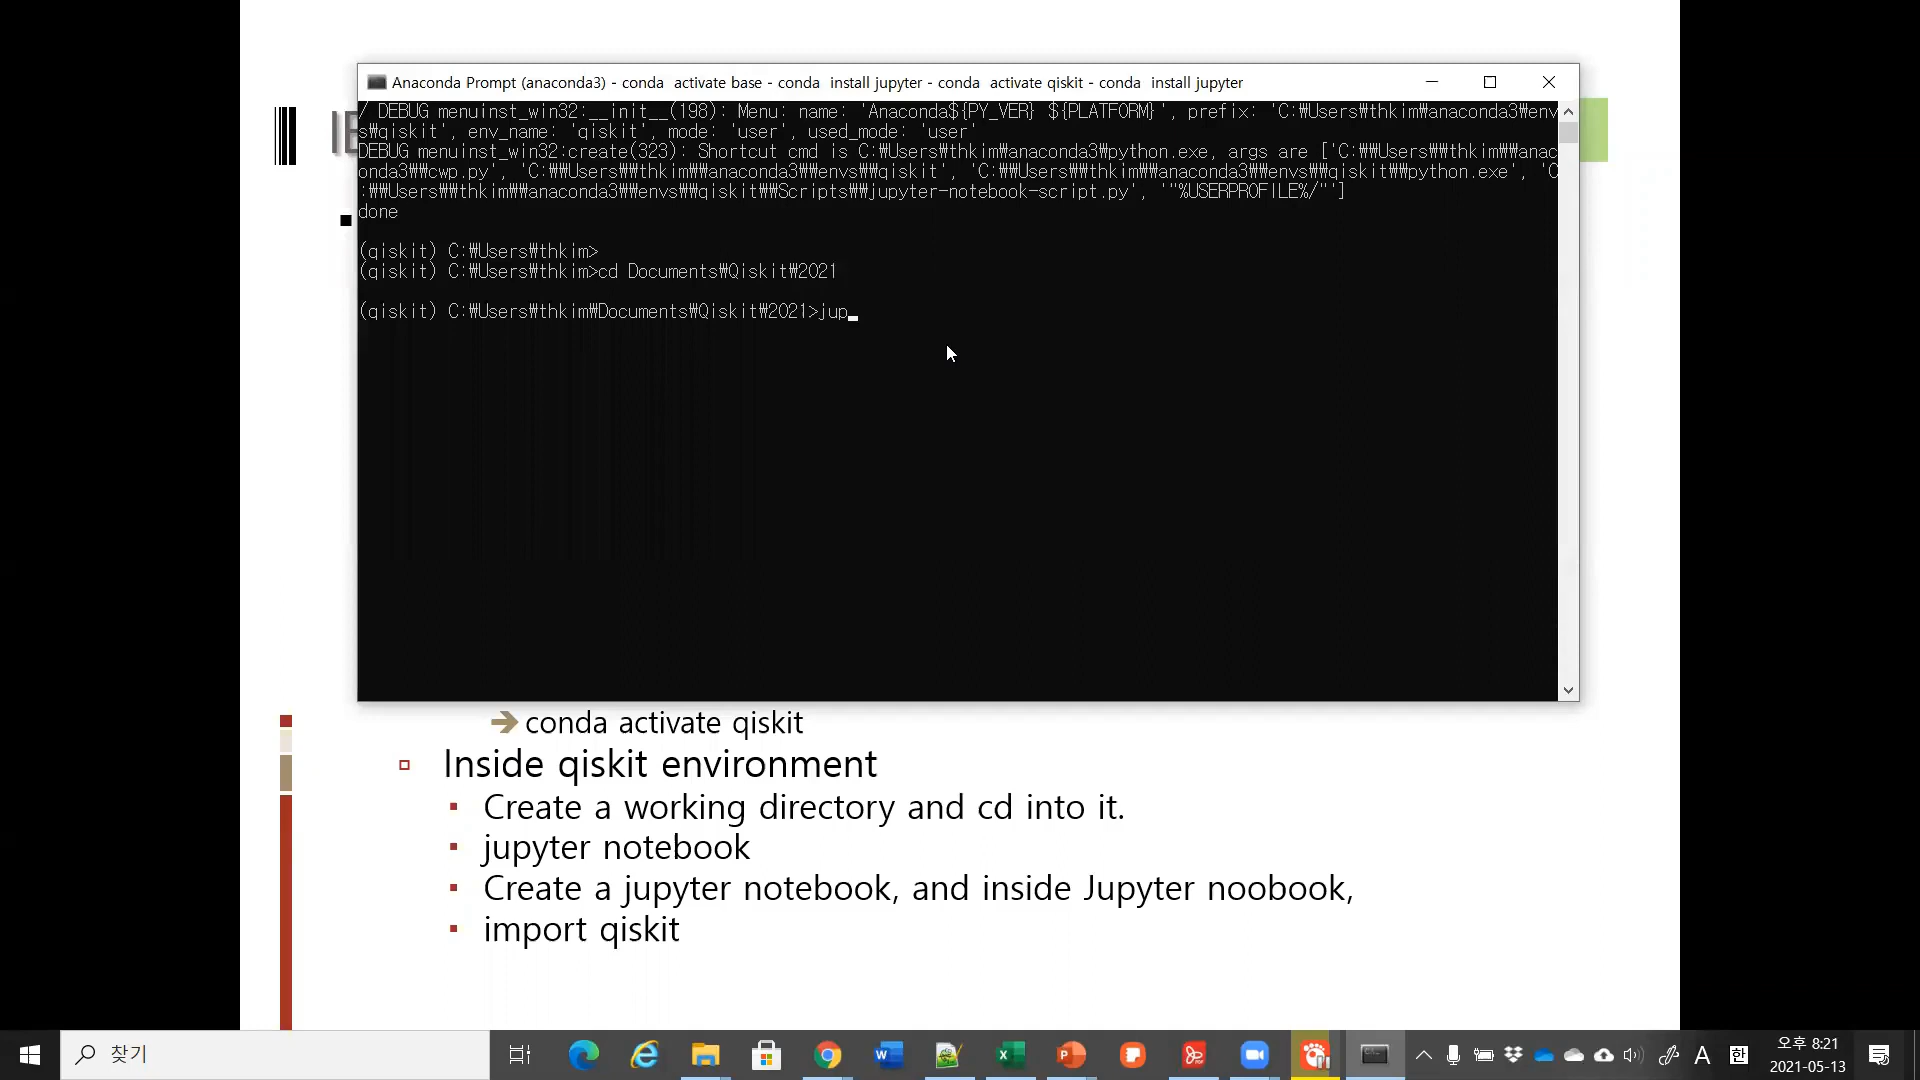 Anaconda Prompt (anaconda3) - conda  activate base - conda  install jupyter - conda  activate qiskit - conda  install jupyter
/ DEBUG menuinst_win32:__init__(198): Menu: name: 'Anaconda${PY_VER} ${PLATFORM}', prefix: 'C:₩Users₩thkim₩anaconda3₩env
s₩qiskit', env_name: 'qiskit', mode: 'user', used_mode: 'user'
DEBUG menuinst_win32:create(323): Shortcut cmd is C:₩Users₩thkim₩anaconda3₩python.exe, args are ['C:₩₩Users₩₩thkim₩₩anac
onda3₩₩cwp.py', 'C:₩₩Users₩₩thkim₩₩anaconda3₩₩envs₩₩qiskit', 'C:₩₩Users₩₩thkim₩₩anaconda3₩₩envs₩₩qiskit₩₩python.exe', 'C
:₩₩Users₩₩thkim₩₩anaconda3₩₩envs₩₩qiskit₩₩Scripts₩₩jupyter-notebook-script.py', '"%USERPROFILE%/"']
done
(qiskit) C:₩Users₩thkim>
(qiskit) C:₩Users₩thkim>cd Documents₩Qiskit₩2021
(qiskit) C:₩Users₩thkim₩Documents₩Qiskit₩2021>jup
➔ conda activate qiskit
Inside qiskit environment
Create a working directory and cd into it.
jupyter notebook
Create a jupyter notebook, and inside Jupyter noobook,
import qiskit
찾기
A
한
오후 8:21
2021-05-13